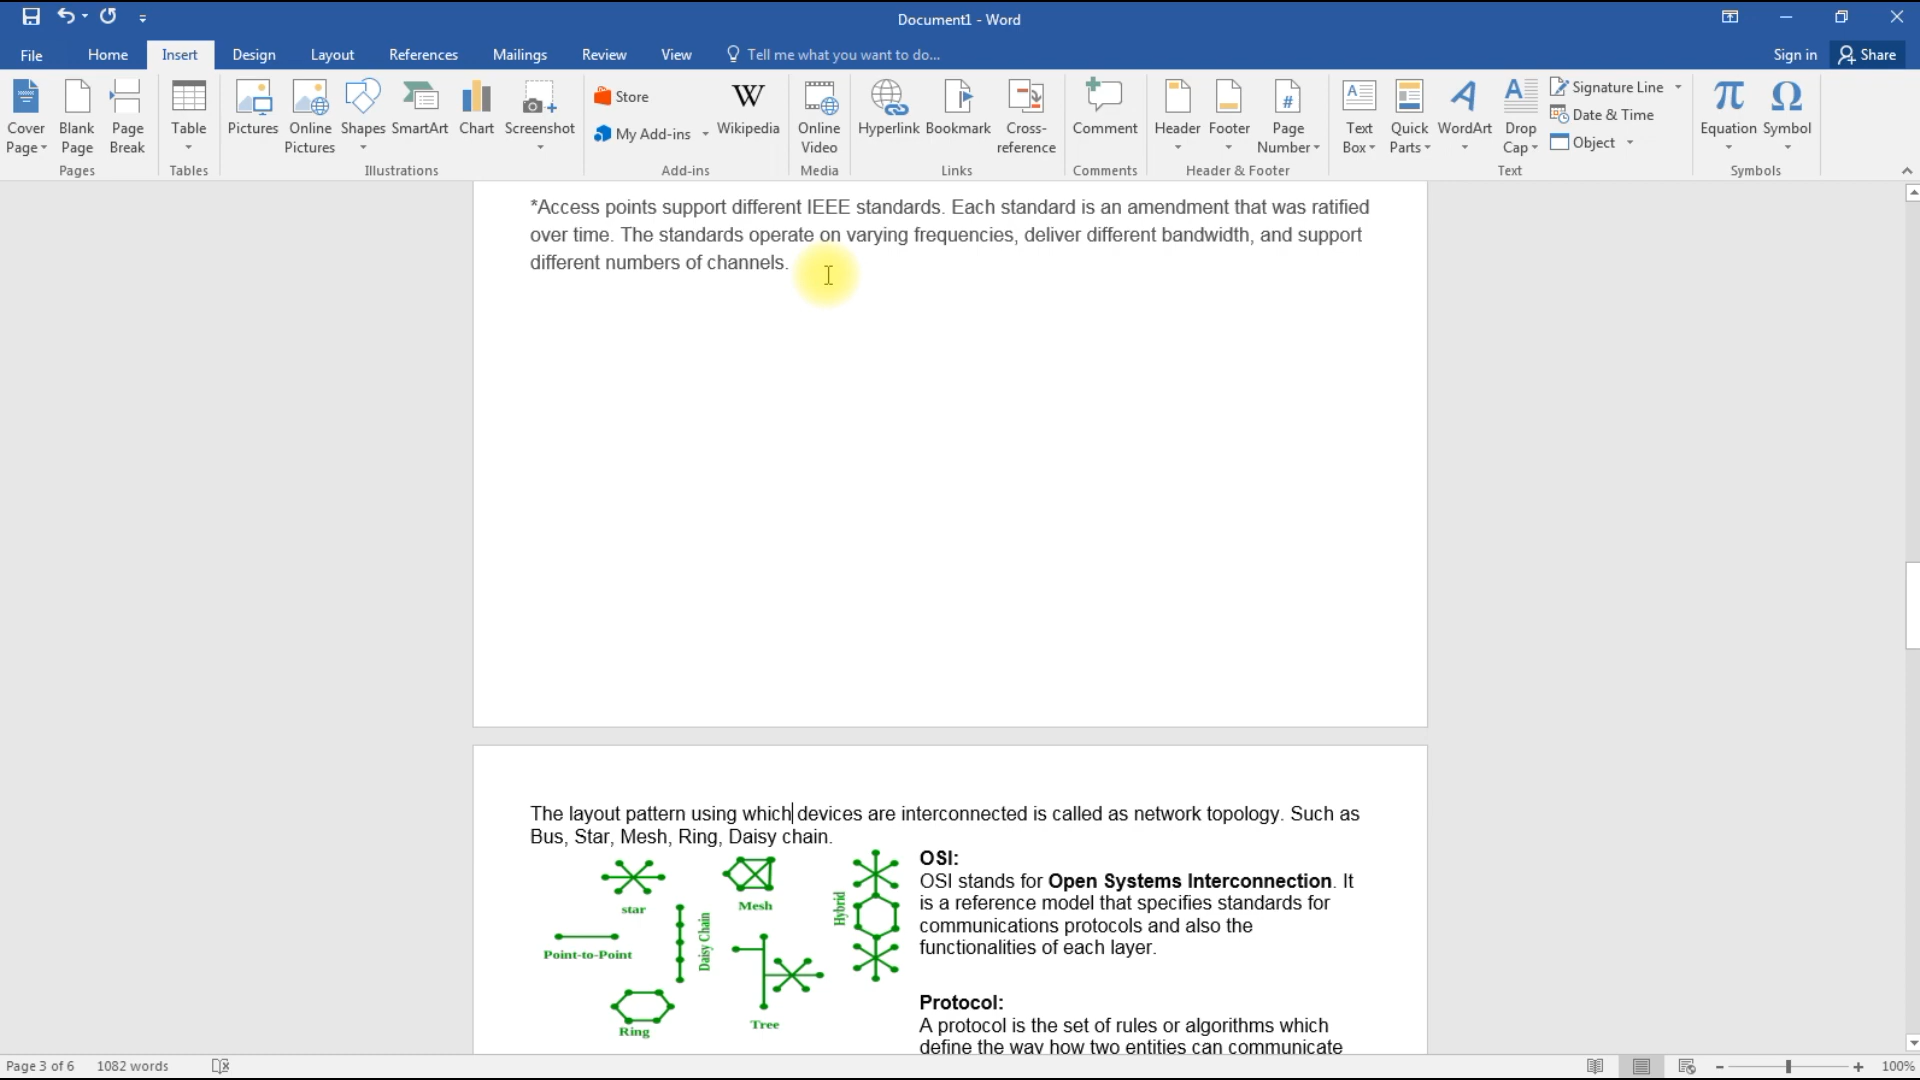 Document1 - Word
File Home Insert Design Layout References Mailings Review View Tell me what you want to do... Sign in Share
Cover Page
Blank Page
Page Break
Pages
Table
Tables
Pictures
Online Pictures
Shapes
SmartArt
Chart
Screenshot
Illustrations
Store
My Add-ins
Wikipedia
Add-ins
Online Video
Media
Hyperlink
Bookmark
Cross-reference
Links
Comment
Comments
Header
Footer
Page Number
Header & Footer
Text Box
Quick Parts
WordArt
Drop Cap
Signature Line
Date & Time
Object
Text
Equation
Symbol
Symbols
*Access points support different IEEE standards. Each standard is an amendment that was ratified
over time. The standards operate on varying frequencies, deliver different bandwidth, and support
different numbers of channels.
The layout pattern using which devices are interconnected is called as network topology. Such as
Bus, Star, Mesh, Ring, Daisy chain.
star
Mesh
Hybrid
Point-to-Point
Daisy Chain
Ring
Tree
OSI:
OSI stands for Open Systems Interconnection. It
is a reference model that specifies standards for
communications protocols and also the
functionalities of each layer.
Protocol:
A protocol is the set of rules or algorithms which
define the way how two entities can communicate
Page 3 of 6 1082 words 100%